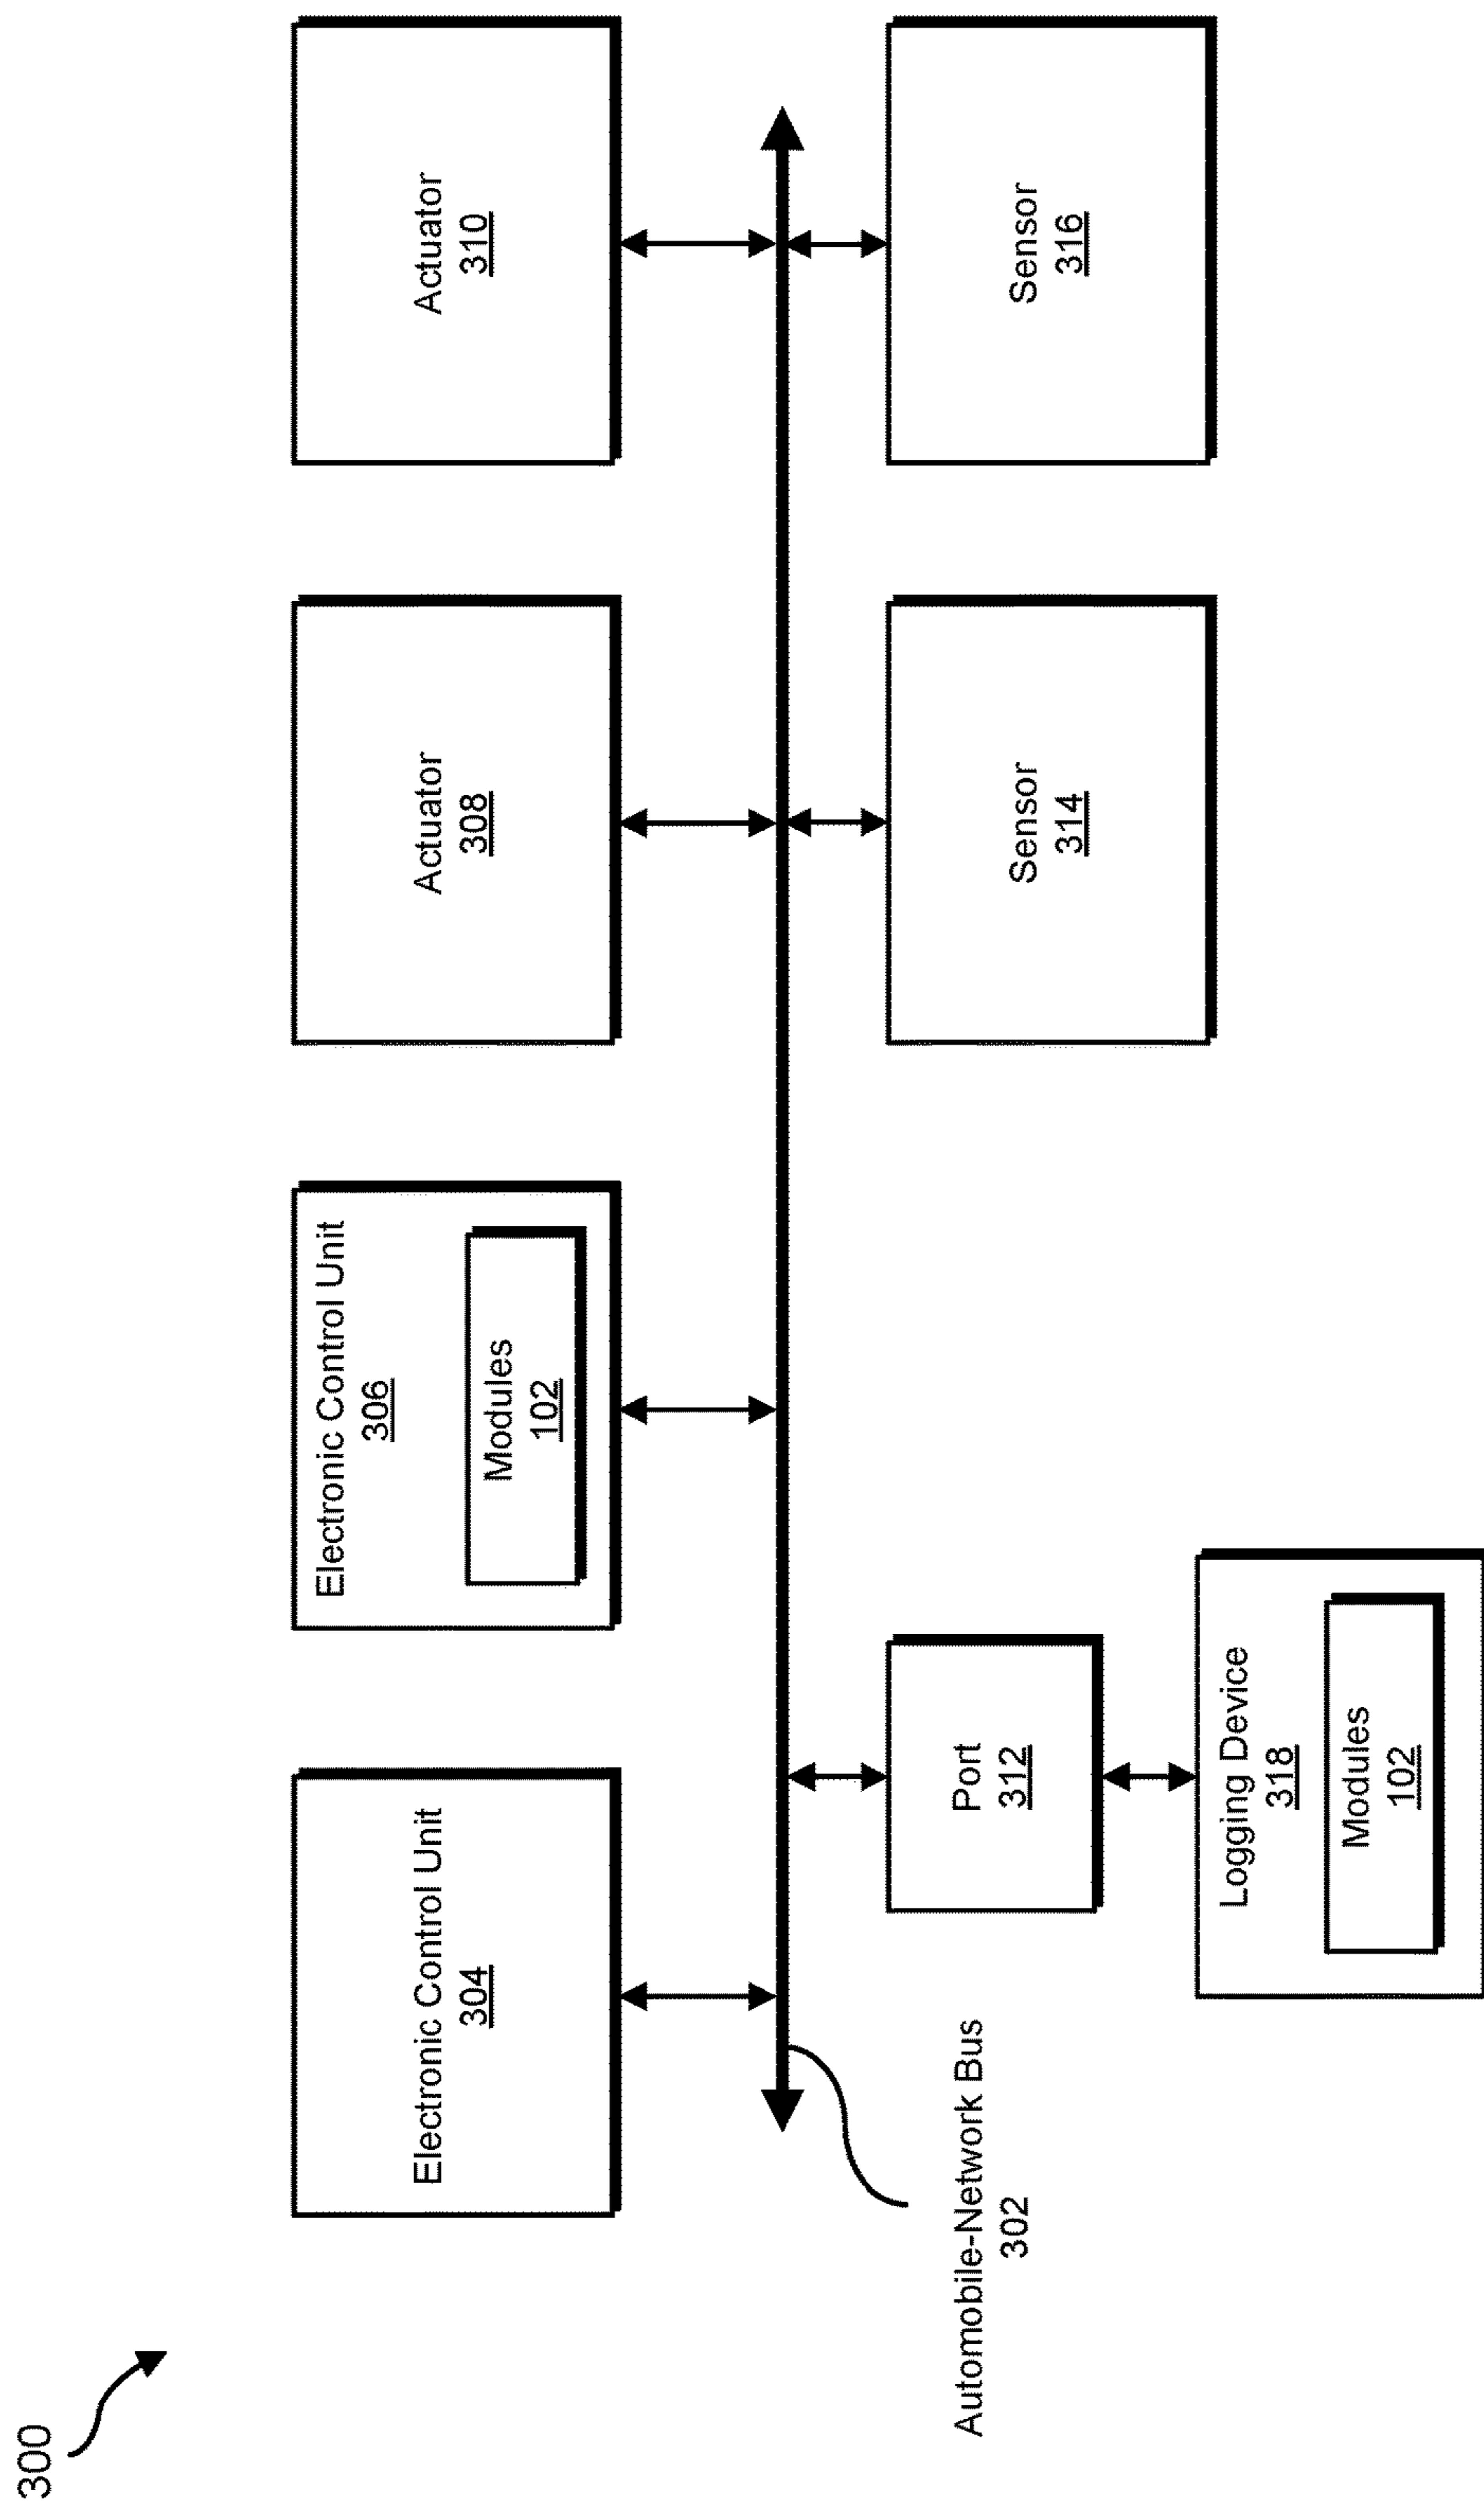 300
Electronic Control Unit
304
Electronic Control Unit
306
Modules
102
Actuator
308
Actuator
310
Automobile-Network Bus
302
Port
312
Logging Device
318
Modules
102
Sensor
314
Sensor
316